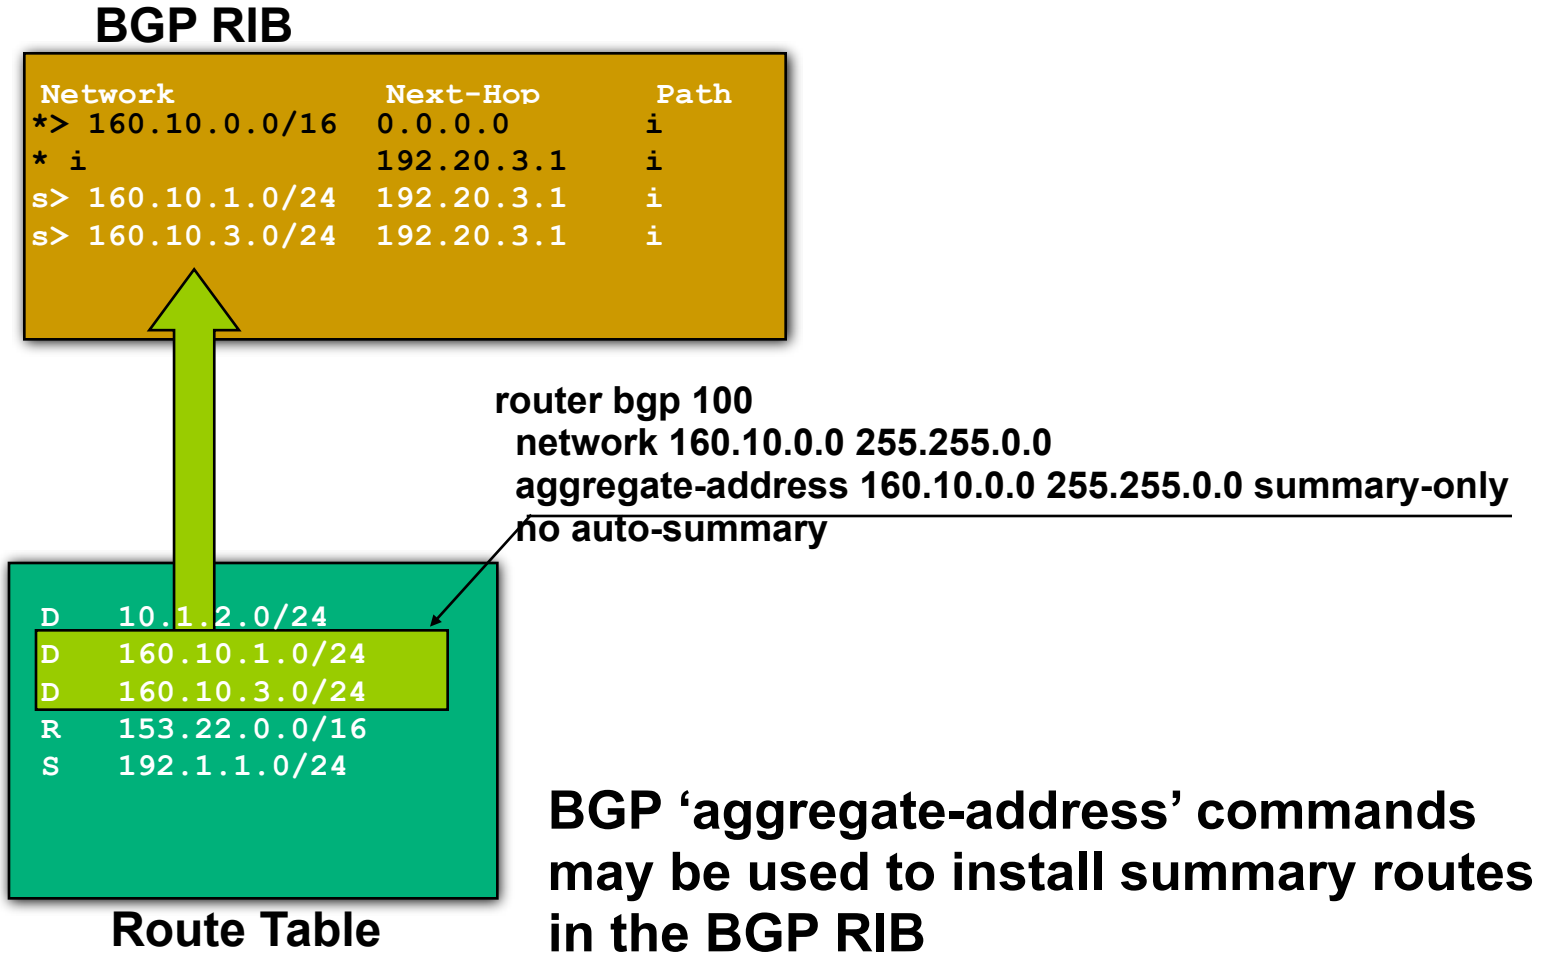 BGP RIB
Network Next-Hop Path
*> 160.10.0.0/16 0.0.0.0 i
* i 192.20.3.1 i
s> 160.10.1.0/24 192.20.3.1 i
s> 160.10.3.0/24 192.20.3.1 i
router bgp 100
network 160.10.0.0 255.255.0.0
aggregate-address 160.10.0.0 255.255.0.0 summary-only
no auto-summary
D 10.1.2.0/24
D 160.10.1.0/24
D 160.10.3.0/24
R 153.22.0.0/16
S 192.1.1.0/24
Route Table
BGP ‘aggregate-address’ commands
may be used to install summary routes
in the BGP RIB